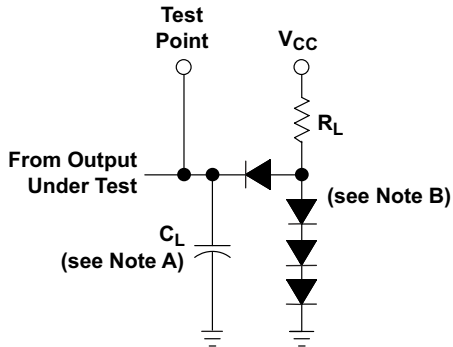 Test
Point
VCC
RL
From Output
Under Test
(see Note B)
CL
(see Note A)